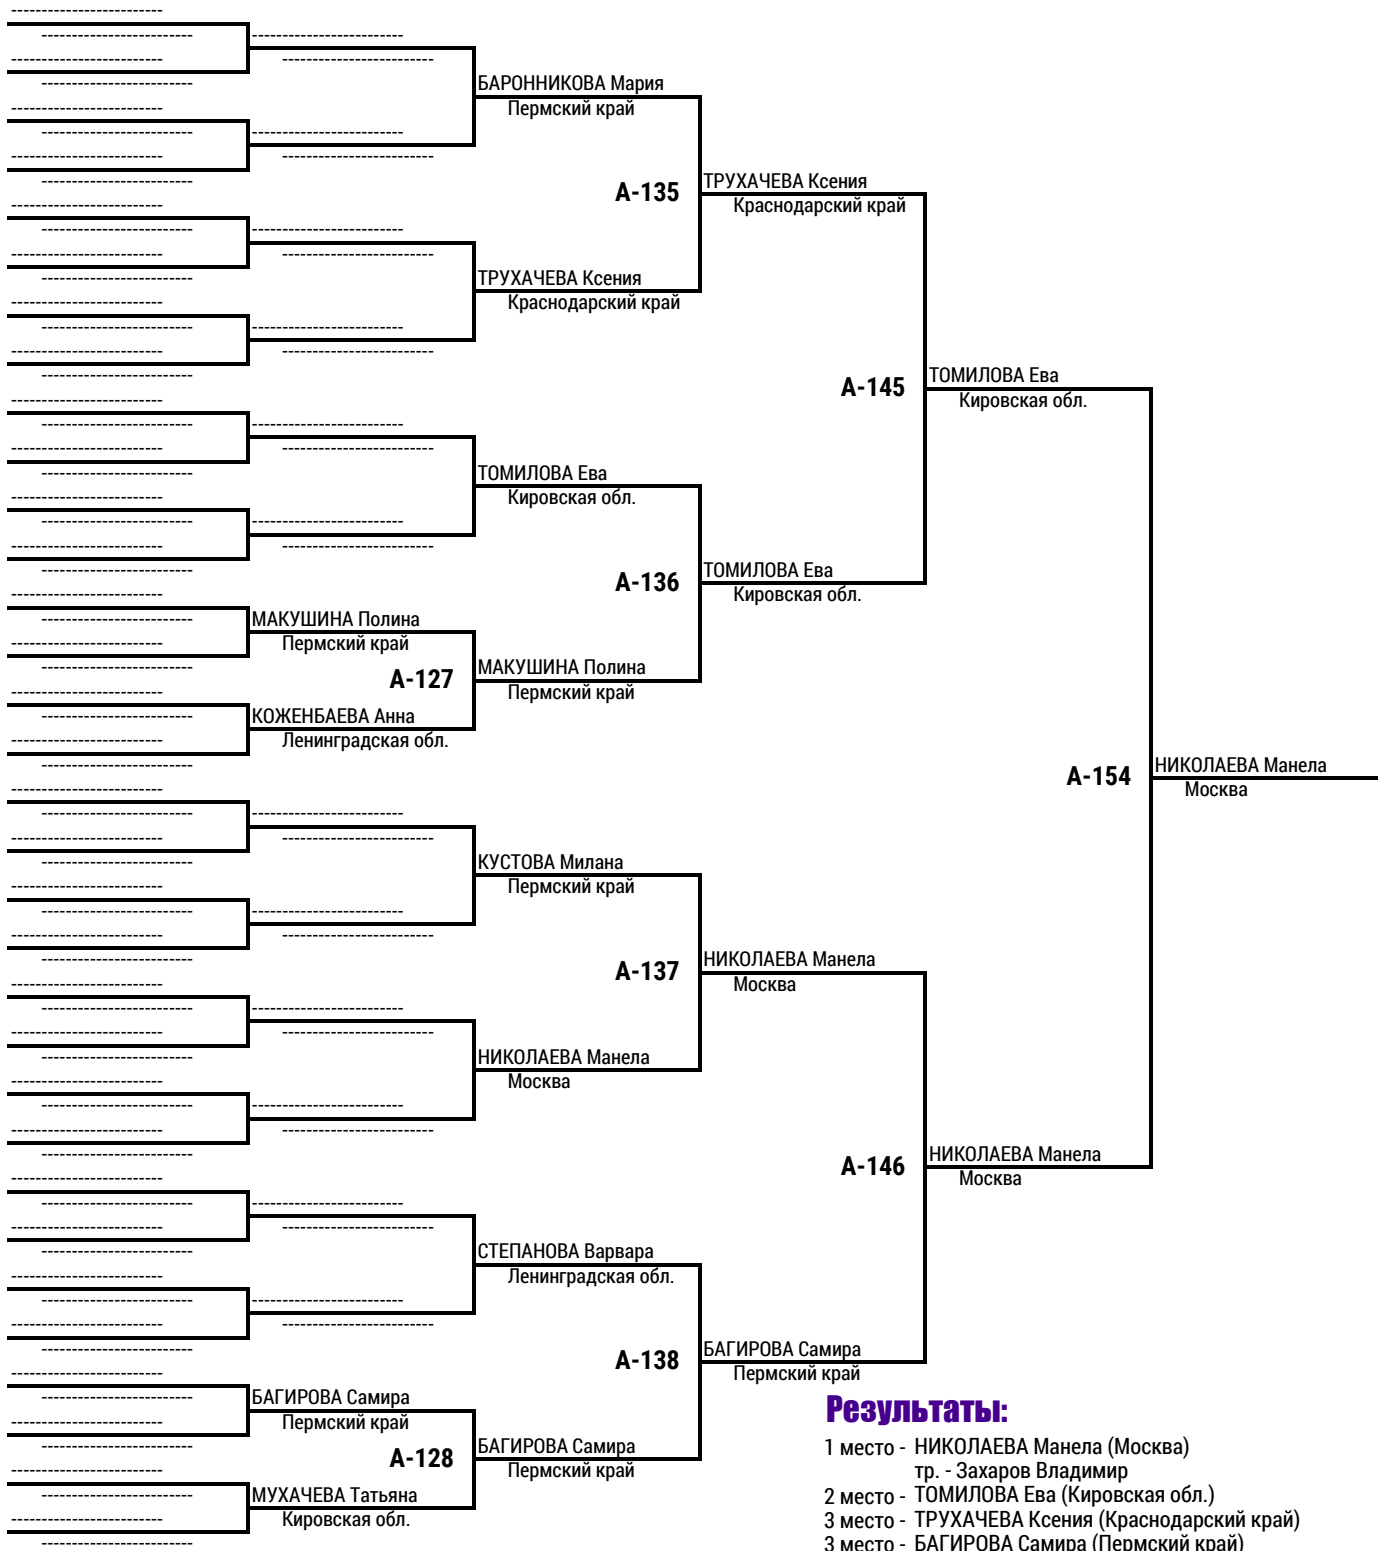 БАРОННИКОВА Мария
Пермский край
А-135
ТРУХАЧЕВА Ксения
Краснодарский край
ТРУХАЧЕВА Ксения
Краснодарский край
А-145
ТОМИЛОВА Ева
Кировская обл.
ТОМИЛОВА Ева
Кировская обл.
А-136
ТОМИЛОВА Ева
Кировская обл.
МАКУШИНА Полина
Пермский край
А-127
МАКУШИНА Полина
Пермский край
КОЖЕНБАЕВА Анна
Ленинградская обл.
А-154
НИКОЛАЕВА Манела
Москва
КУСТОВА Милана
Пермский край
А-137
НИКОЛАЕВА Манела
Москва
НИКОЛАЕВА Манела
Москва
А-146
НИКОЛАЕВА Манела
Москва
СТЕПАНОВА Варвара
Ленинградская обл.
А-138
БАГИРОВА Самира
Пермский край
БАГИРОВА Самира
Пермский край
А-128
БАГИРОВА Самира
Пермский край
МУХАЧЕВА Татьяна
Кировская обл.
Результаты:
1 место - НИКОЛАЕВА Манела (Москва)
тр. - Захаров Владимир
2 место - ТОМИЛОВА Ева (Кировская обл.)
3 место - ТРУХАЧЕВА Ксения (Краснодарский край)
3 место - БАГИРОВА Самира (Пермский край)